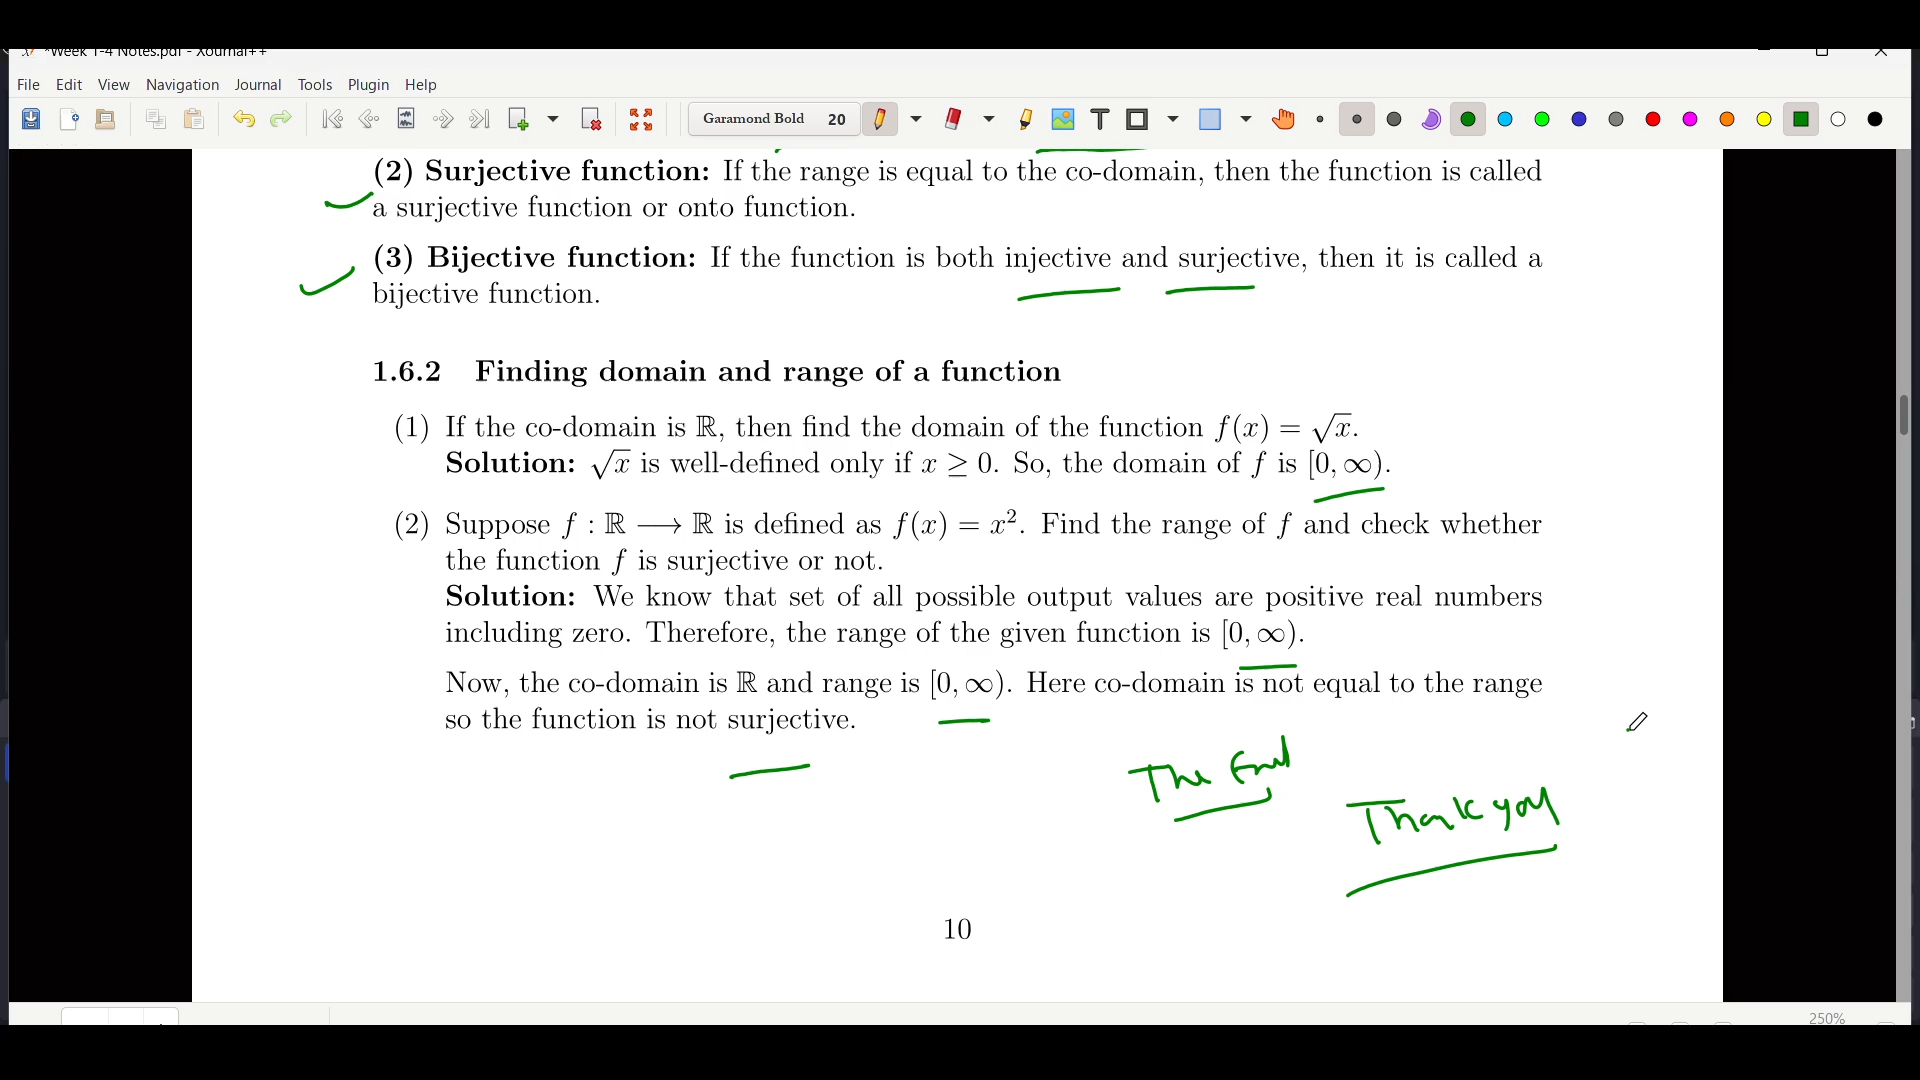 *Week 1-4 Notes.pdf - Xournal++
File Edit View Navigation Journal Tools Plugin Help
Garamond Bold 20
(2) Surjective function: If the range is equal to the co-domain, then the function is called
a surjective function or onto function.
(3) Bijective function: If the function is both injective and surjective, then it is called a
bijective function.
1.6.2 Finding domain and range of a function
(1) If the co-domain is ℝ, then find the domain of the function f(x) = √x.
Solution: √x is well-defined only if x ≥ 0. So, the domain of f is [0, ∞).
(2) Suppose f : ℝ ⟶ ℝ is defined as f(x) = x². Find the range of f and check whether
the function f is surjective or not.
Solution: We know that set of all possible output values are positive real numbers
including zero. Therefore, the range of the given function is [0, ∞).
Now, the co-domain is ℝ and range is [0, ∞). Here co-domain is not equal to the range
so the function is not surjective.
The End
Thank you
10
250%